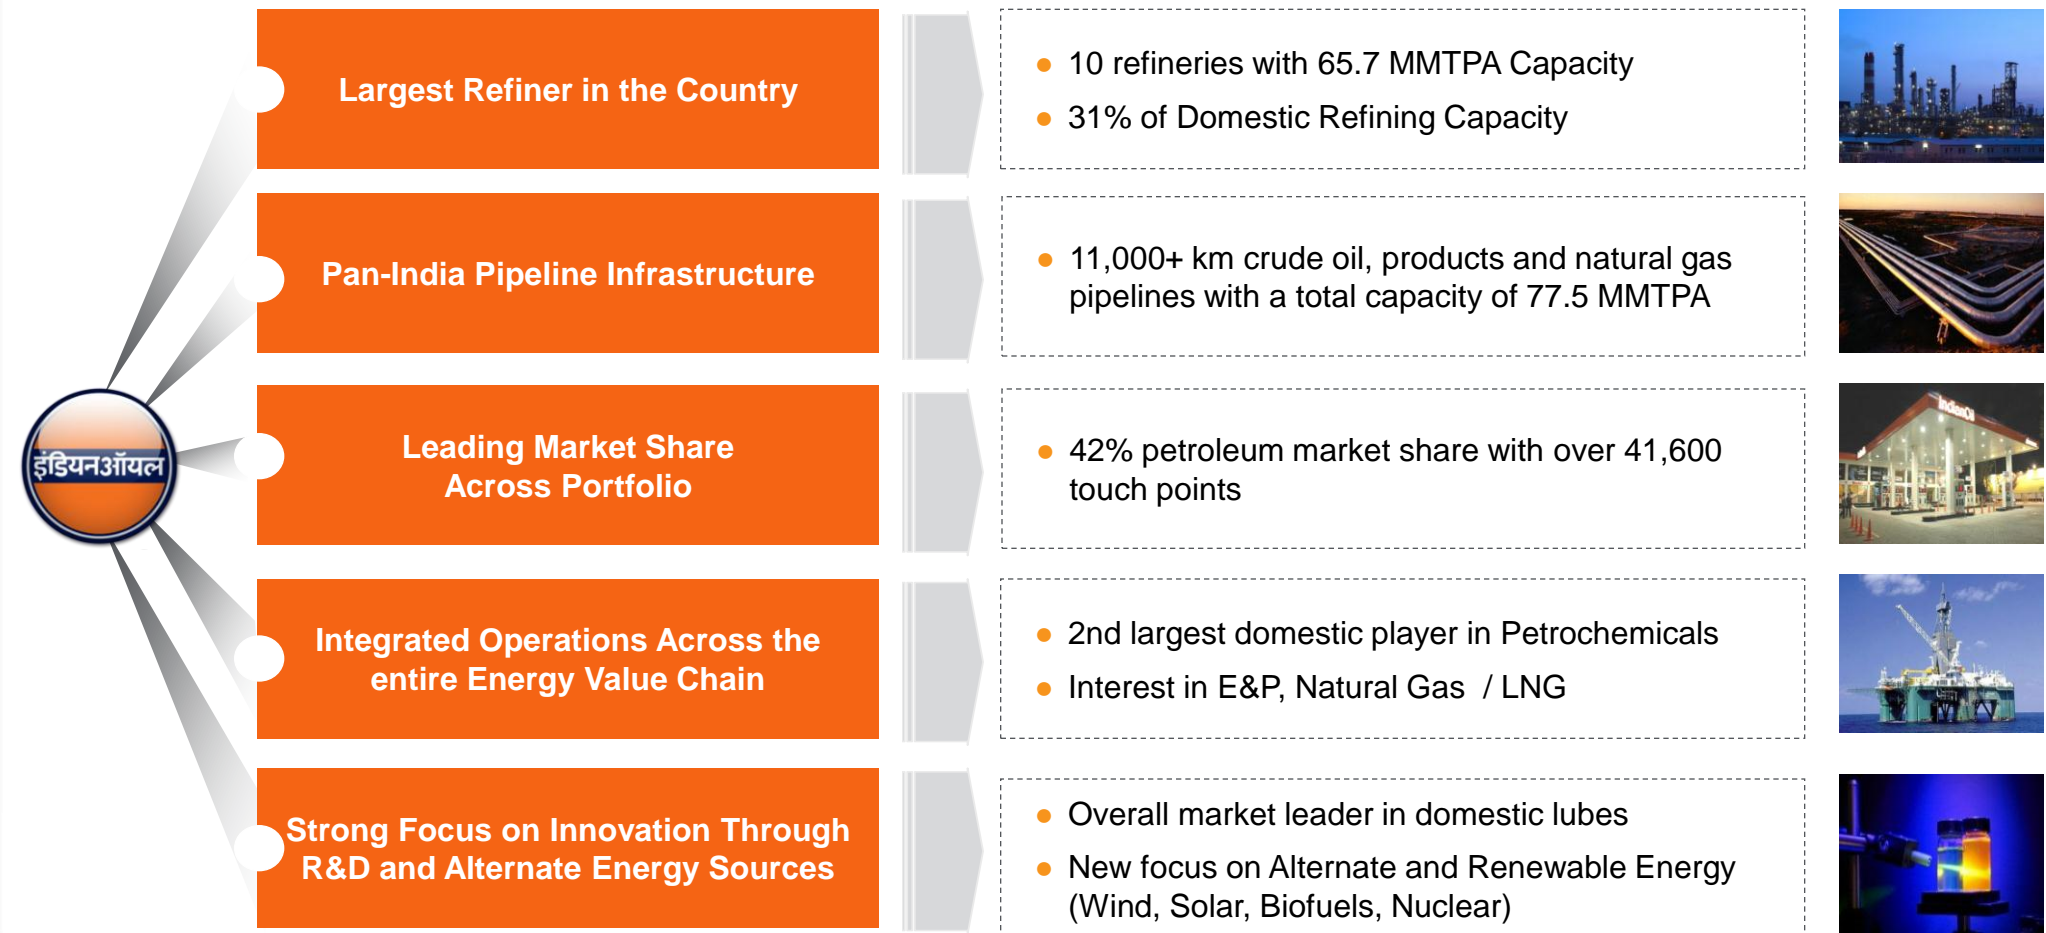 Largest Refiner in the Country
● 10 refineries with 65.7 MMTPA Capacity
● 31% of Domestic Refining Capacity
Pan-India Pipeline Infrastructure
● 11,000+ km crude oil, products and natural gas
pipelines with a total capacity of 77.5 MMTPA
इंडियनऑयल
Leading Market Share
Across Portfolio
● 42% petroleum market share with over 41,600
touch points
IndianOil
Integrated Operations Across the
entire Energy Value Chain
● 2nd largest domestic player in Petrochemicals
● Interest in E&P, Natural Gas / LNG
Strong Focus on Innovation Through
R&D and Alternate Energy Sources
● Overall market leader in domestic lubes
● New focus on Alternate and Renewable Energy
(Wind, Solar, Biofuels, Nuclear)